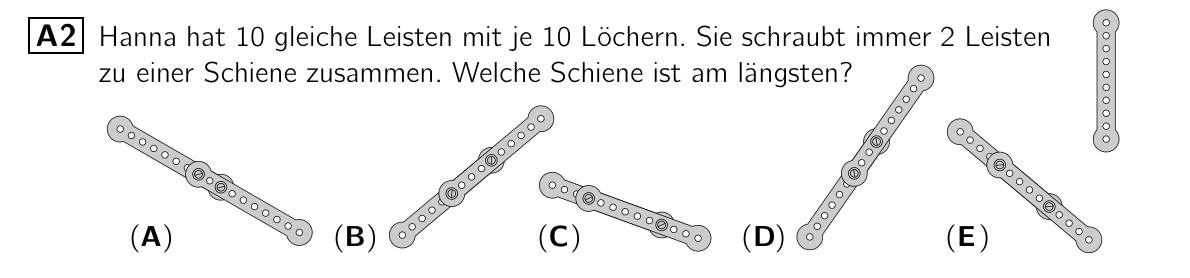 A2 Hanna hat 10 gleiche Leisten mit je 10 Löchern. Sie schraubt immer 2 Leisten
zu einer Schiene zusammen. Welche Schiene ist am längsten?
(A) (B) (C) (D) (E)